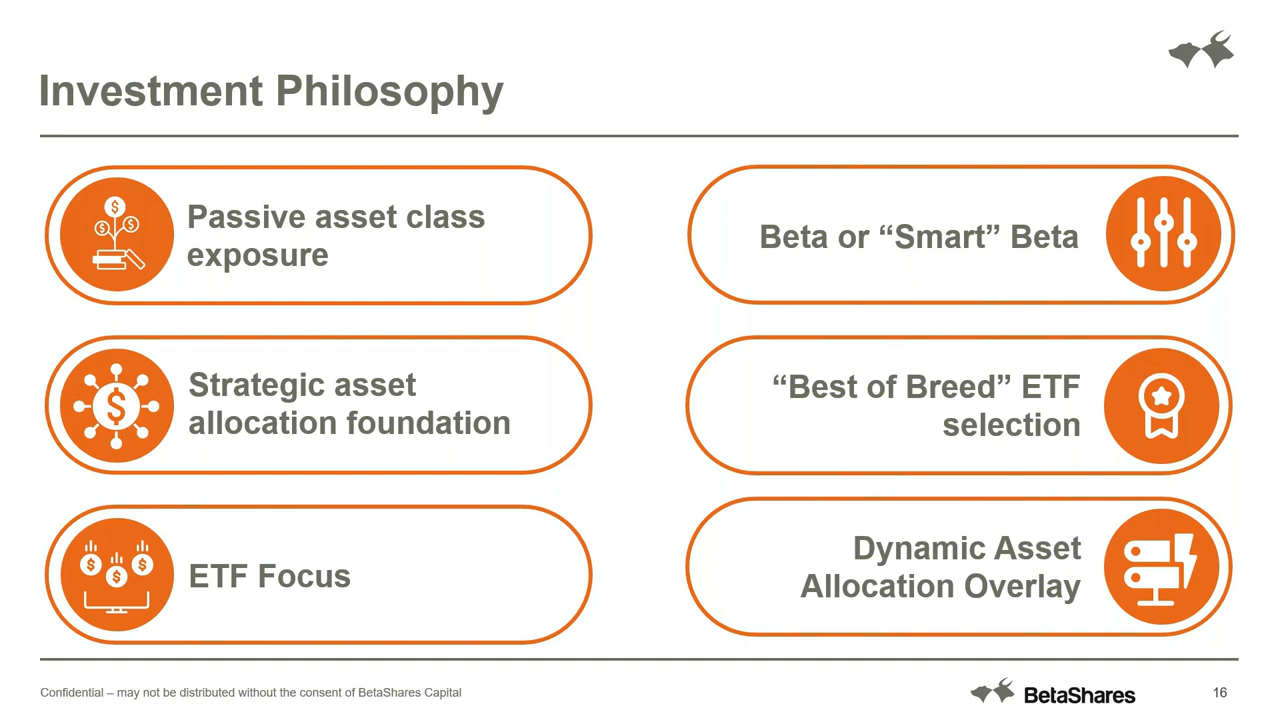 Investment Philosophy
Passive asset class
exposure
Beta or “Smart” Beta
Strategic asset
allocation foundation
“Best of Breed” ETF
selection
ETF Focus
Dynamic Asset
Allocation Overlay
Confidential – may not be distributed without the consent of BetaShares Capital
BetaShares
16